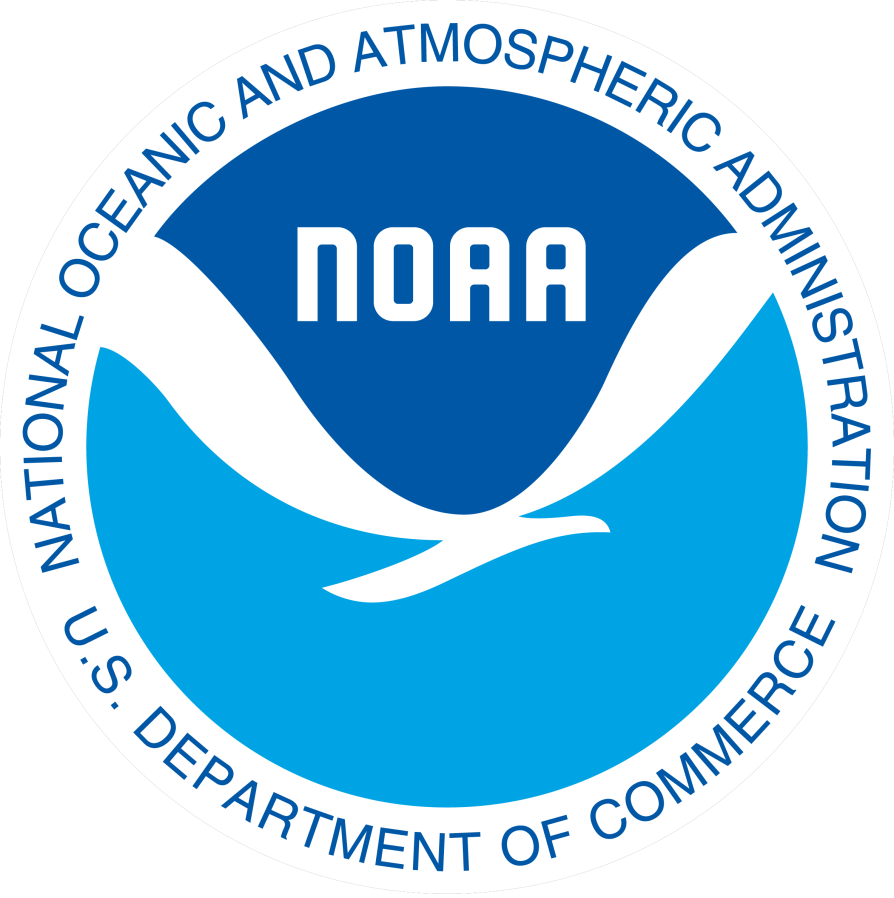 NATIONAL OCEANIC AND ATMOSPHERIC ADMINISTRATION
NOAA
U.S. DEPARTMENT OF COMMERCE